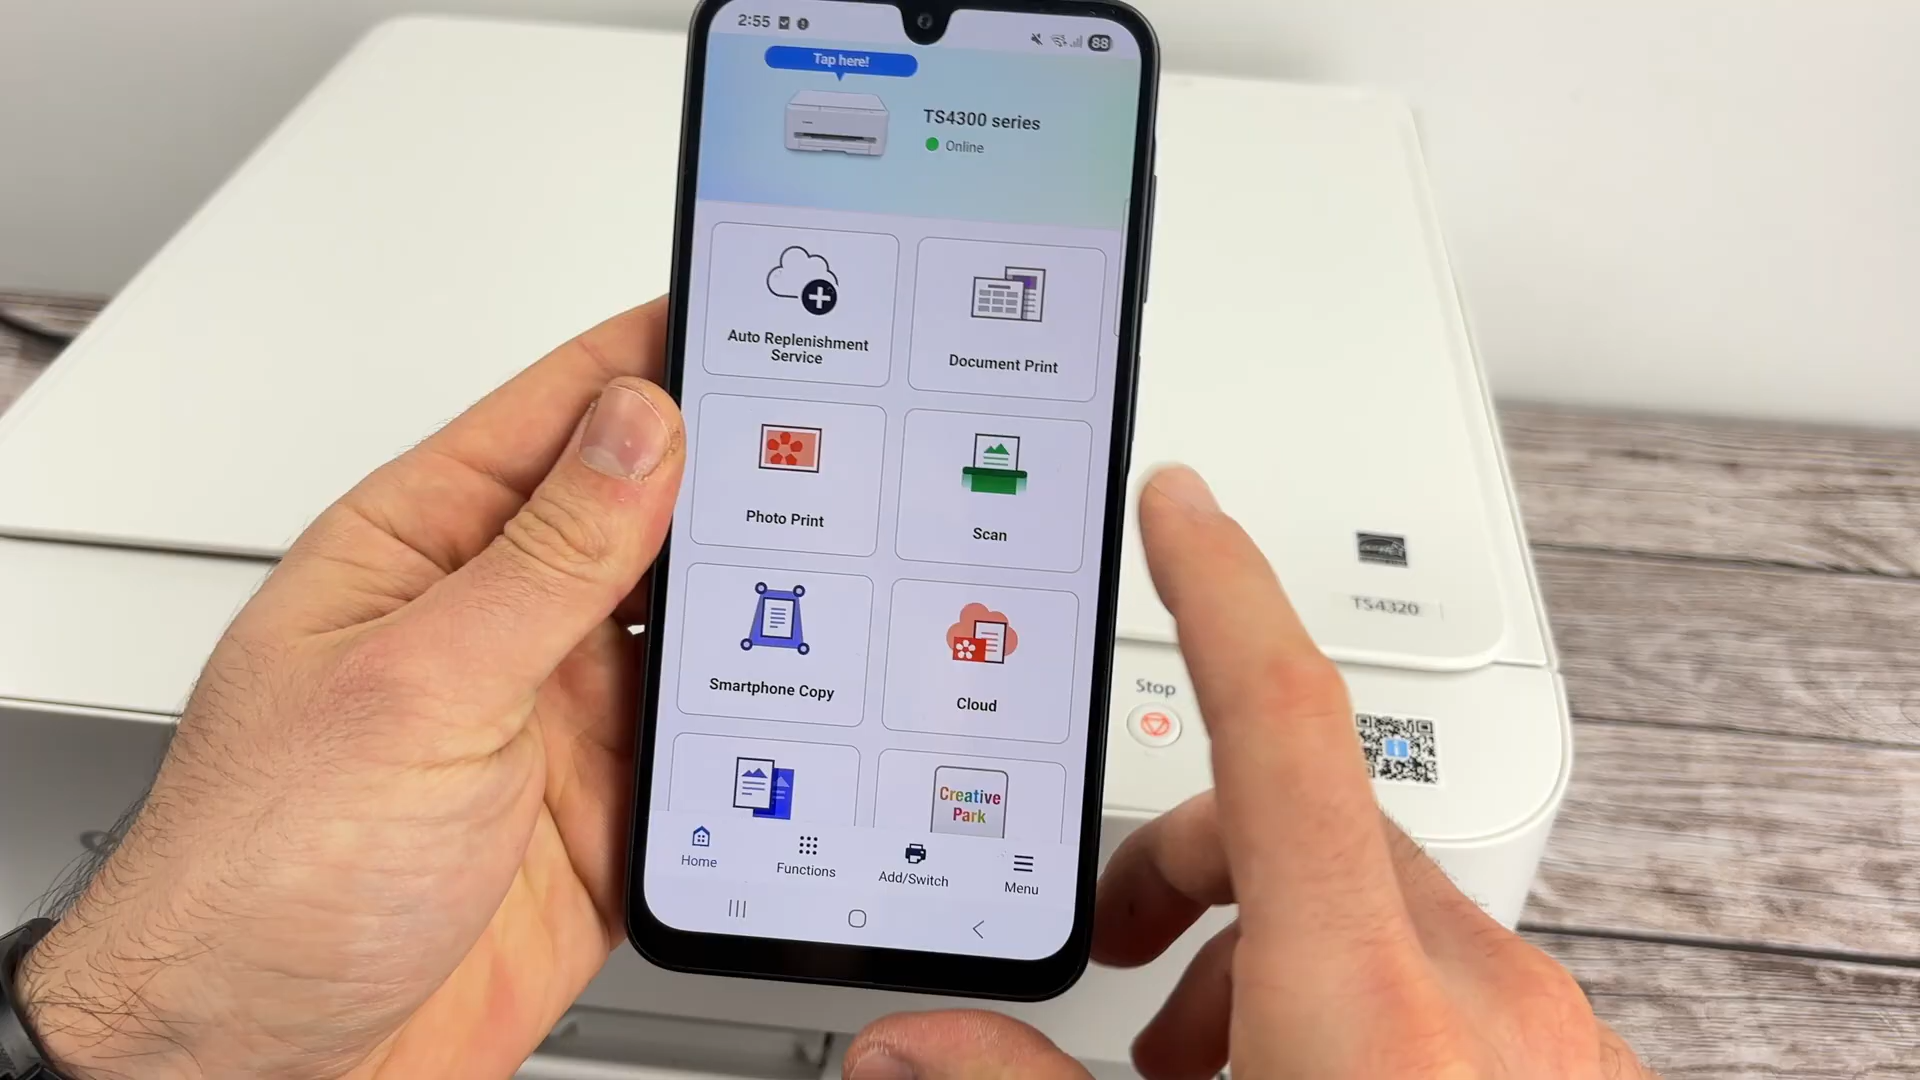 2:55
88
Tap here!
TS4300 series
Online
Auto Replenishment
Service
Document Print
Photo Print
Scan
Smartphone Copy
Cloud
Creative
Park
Home
Functions
Add/Switch
Menu
TS4320
Stop